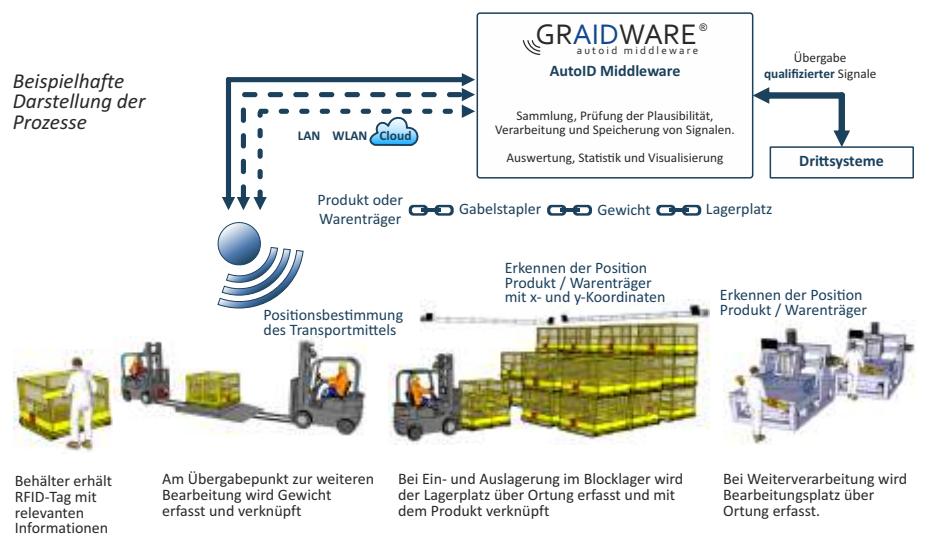 GRAIDWARE®
autoid middleware
AutoID Middleware
Sammlung, Prüfung der Plausibilität,
Verarbeitung und Speicherung von Signalen.
Auswertung, Statistik und Visualisierung
Übergabe
qualifizierter Signale
Drittsysteme
Beispielhafte
Darstellung der
Prozesse
LAN WLAN Cloud
Produkt oder
Warenträger
Gabelstapler Gewicht Lagerplatz
Positionsbestimmung
des Transportmittels
Erkennen der Position
Produkt / Warenträger
mit x- und y-Koordinaten
Erkennen der Position
Produkt / Warenträger
Behälter erhält
RFID-Tag mit
relevanten
Informationen
Am Übergabepunkt zur weiteren
Bearbeitung wird Gewicht
erfasst und verknüpft
Bei Ein- und Auslagerung im Blocklager wird
der Lagerplatz über Ortung erfasst und mit
dem Produkt verknüpft
Bei Weiterverarbeitung wird
Bearbeitungsplatz über
Ortung erfasst.